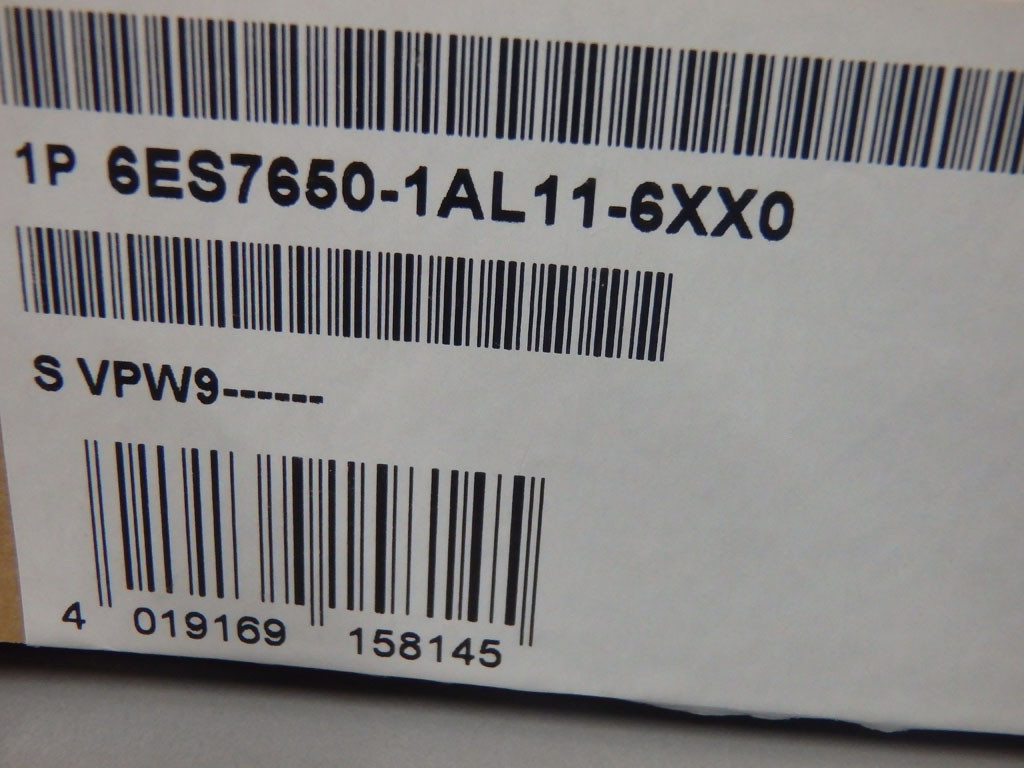 1P 6ES7650-1AL11-6XX0
S VPW9------
4 019169 158145